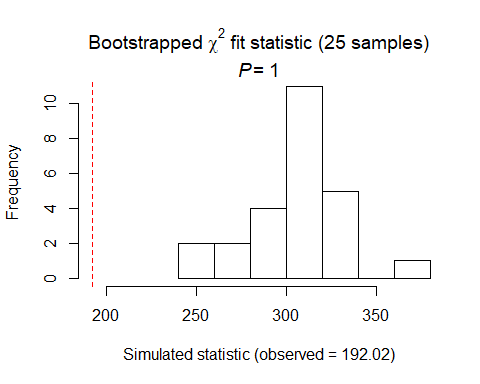 Bootstrapped χ² fit statistic (25 samples)
P = 1
Frequency
10
8
6
4
2
0
200 250 300 350
Simulated statistic (observed = 192.02)